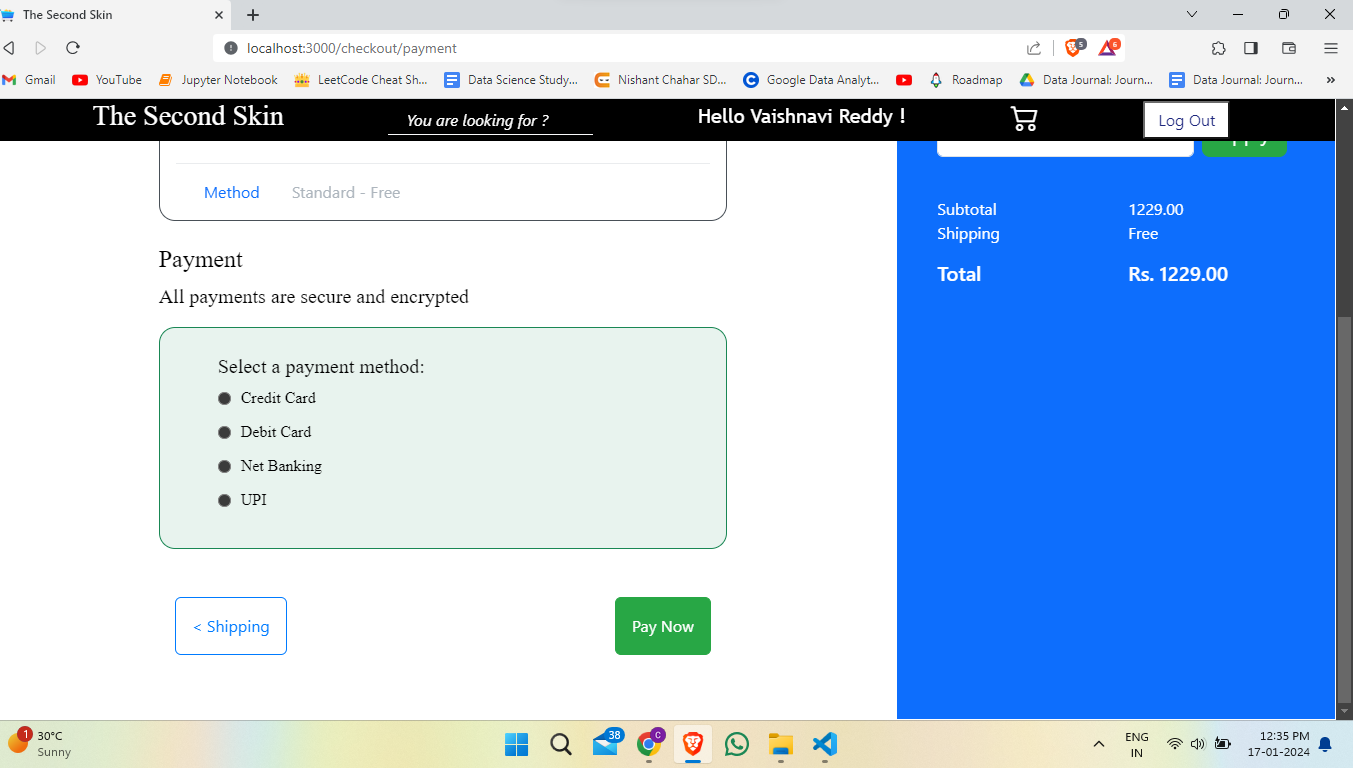 The Second Skin
localhost:3000/checkout/payment
5
6
Gmail
YouTube
Jupyter Notebook
LeetCode Cheat Sh...
Data Science Study...
Nishant Chahar SD...
Google Data Analyt...
Roadmap
Data Journal: Journ...
Data Journal: Journ...
The Second Skin
You are looking for ?
Hello Vaishnavi Reddy !
Log Out
Method Standard - Free
Payment
All payments are secure and encrypted
Select a payment method:
Credit Card
Debit Card
Net Banking
UPI
< Shipping
Pay Now
Subtotal 1229.00
Shipping Free
Total Rs. 1229.00
1
30°C
Sunny
38
C
ENG
IN
12:35 PM
17-01-2024